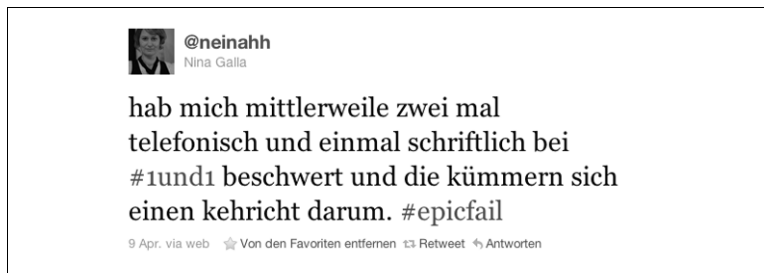 @neinahh
Nina Galla
hab mich mittlerweile zwei mal
telefonisch und einmal schriftlich bei
#1und1 beschwert und die kümmern sich
einen kehricht darum. #epicfail
9 Apr. via web Von den Favoriten entfernen Retweet Antworten